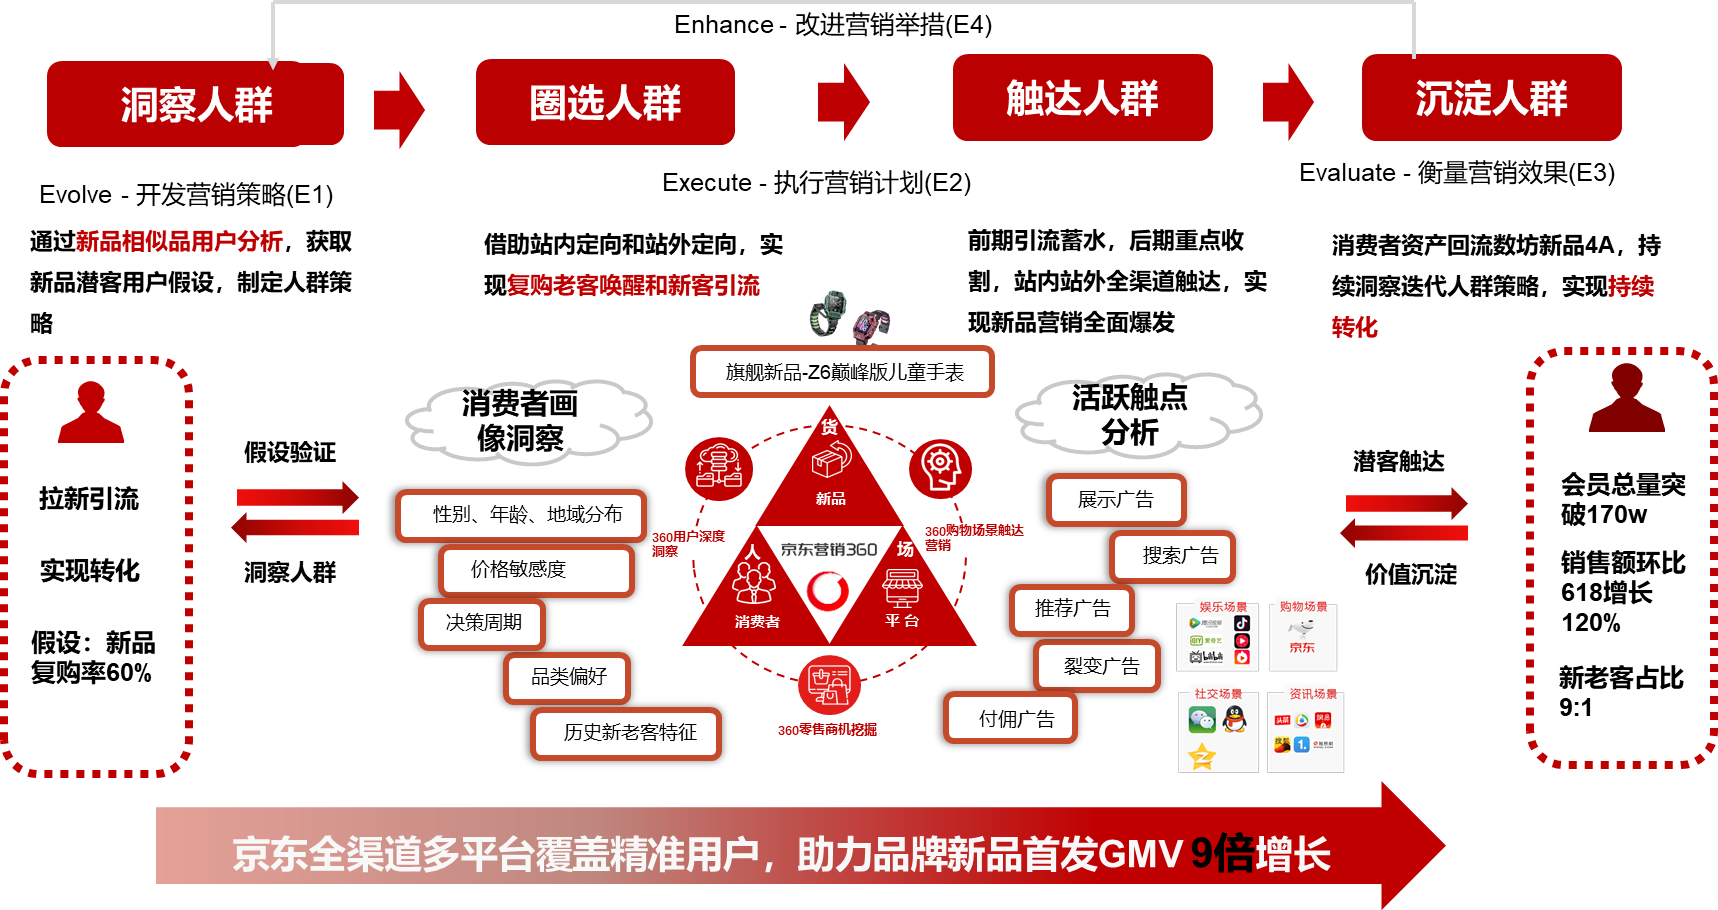 Enhance - 改进营销举措(E4)
洞察人群
圈选人群
触达人群
沉淀人群
Evolve - 开发营销策略(E1)
Execute - 执行营销计划(E2)
Evaluate - 衡量营销效果(E3)
通过新品相似品用户分析，获取
新品潜客用户假设，制定人群策
略
借助站内定向和站外定向，实
现复购老客唤醒和新客引流
前期引流蓄水，后期重点收
割，站内站外全渠道触达，实
现新品营销全面爆发
消费者资产回流数坊新品4A，持
续洞察迭代人群策略，实现持续
转化
拉新引流
实现转化
假设：新品
复购率60%
假设验证
洞察人群
消费者画
像洞察
性别、年龄、地域分布
价格敏感度
决策周期
品类偏好
历史新老客特征
旗舰新品-Z6巅峰版儿童手表
货
新品
人
消费者
场
平 台
京东营销360
360用户深度
洞察
360购物场景触达
营销
360零售商机挖掘
活跃触点
分析
展示广告
搜索广告
推荐广告
裂变广告
付佣广告
娱乐场景
腾讯视频
爱奇艺
bilibili
购物场景
京东
社交场景
资讯场景
头条
网易
搜狐
潜客触达
价值沉淀
会员总量突
破170w
销售额环比
618增长
120%
新老客占比
9:1
京东全渠道多平台覆盖精准用户，助力品牌新品首发GMV 9倍增长